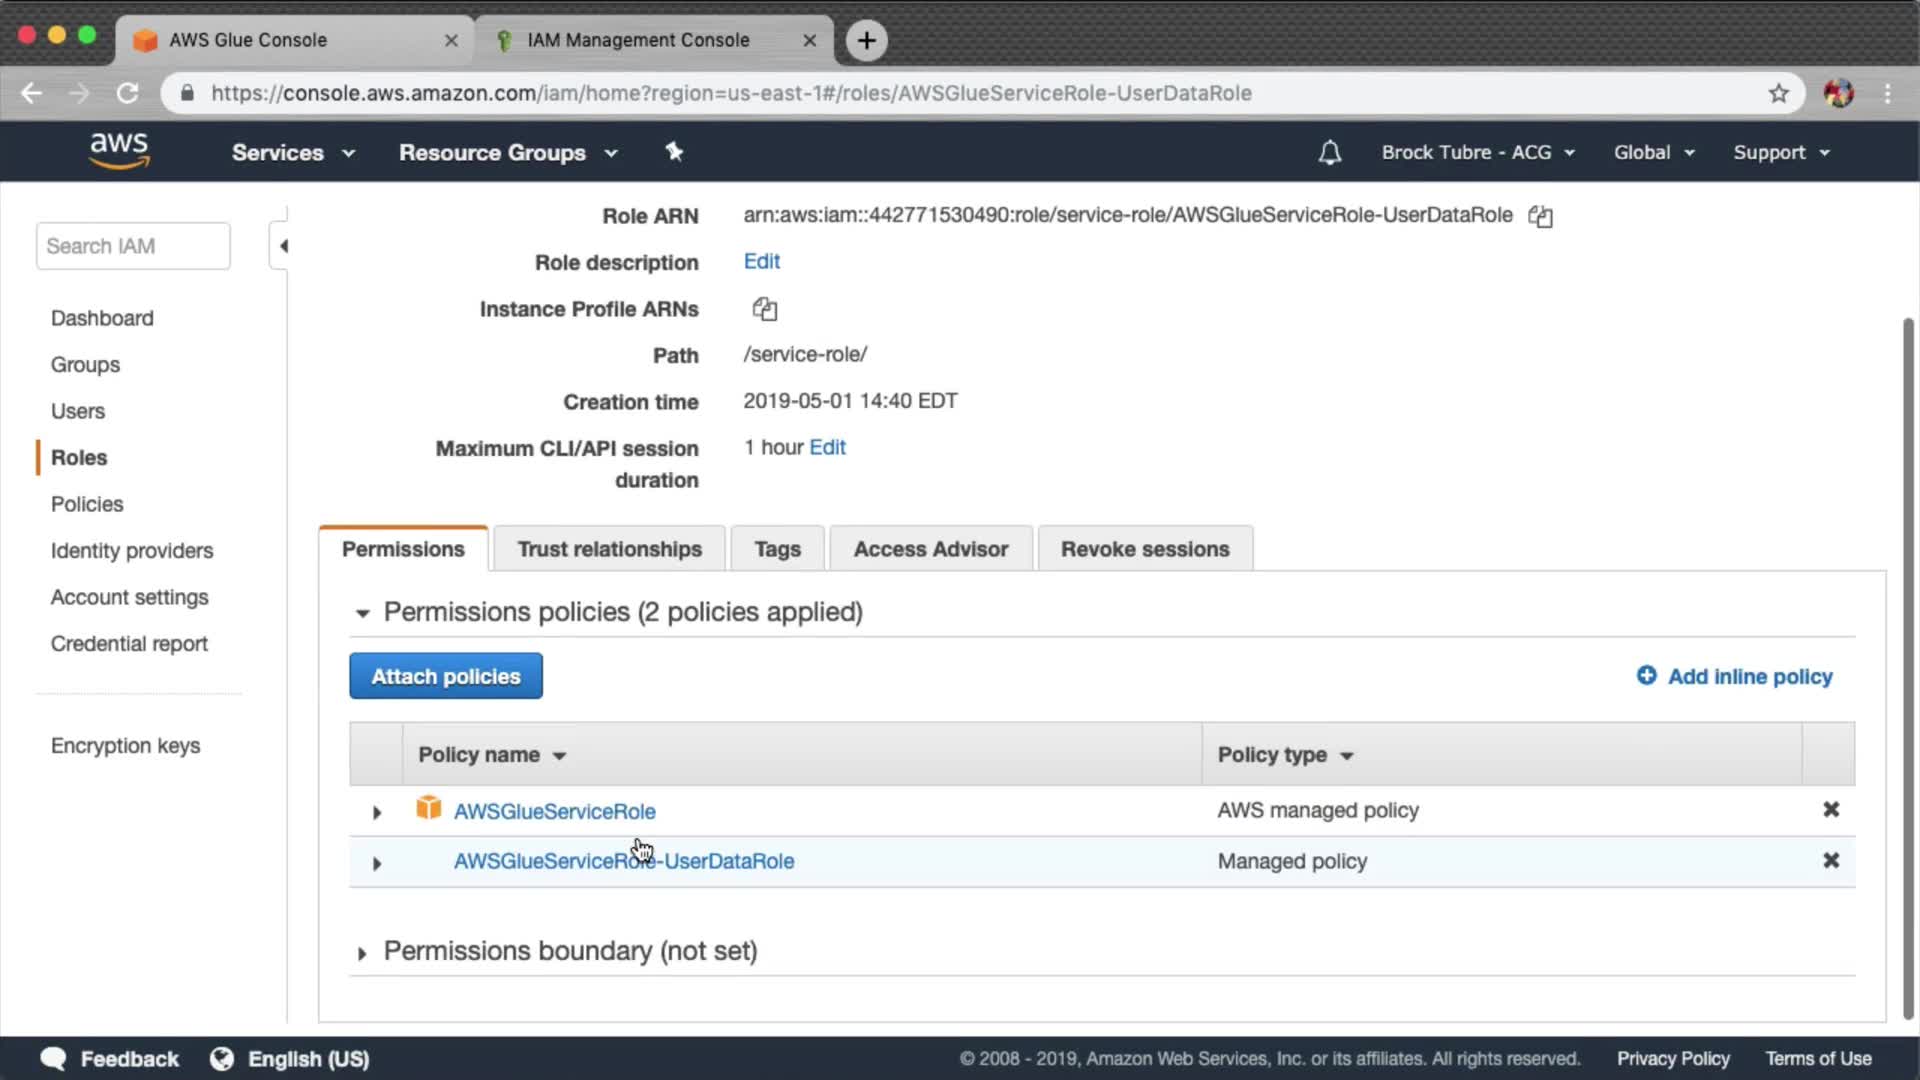 AWS Glue Console
IAM Management Console
https://console.aws.amazon.com/iam/home?region=us-east-1#/roles/AWSGlueServiceRole-UserDataRole
aws
Services
Resource Groups
Brock Tubre - ACG
Global
Support
Search IAM
Dashboard
Groups
Users
Roles
Policies
Identity providers
Account settings
Credential report
Encryption keys
Role ARN arn:aws:iam::442771530490:role/service-role/AWSGlueServiceRole-UserDataRole
Role description Edit
Instance Profile ARNs
Path /service-role/
Creation time 2019-05-01 14:40 EDT
Maximum CLI/API session duration 1 hour Edit
Permissions
Trust relationships
Tags
Access Advisor
Revoke sessions
Permissions policies (2 policies applied)
Attach policies
Add inline policy
Policy name Policy type
AWSGlueServiceRole AWS managed policy
AWSGlueServiceRole-UserDataRole Managed policy
Permissions boundary (not set)
Feedback
English (US)
© 2008 - 2019, Amazon Web Services, Inc. or its affiliates. All rights reserved.
Privacy Policy
Terms of Use